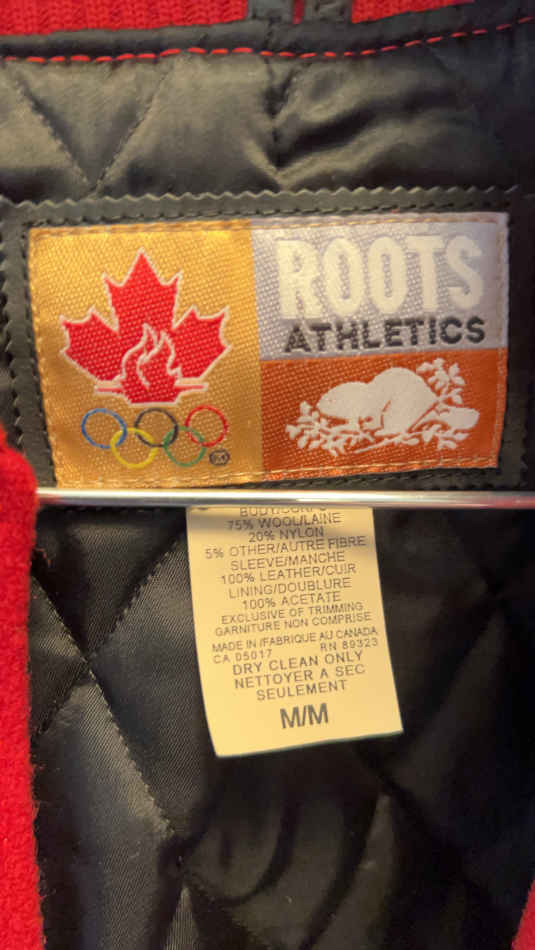 ROOTS
ATHLETICS
BODY/CORPS
75% WOOL/LAINE
20% NYLON
5% OTHER/AUTRE FIBRE
SLEEVE/MANCHE
100% LEATHER/CUIR
LINING/DOUBLURE
100% ACETATE
EXCLUSIVE OF TRIMMING
GARNITURE NON COMPRISE
MADE IN/FABRIQUE AU CANADA
CA 05017 RN 89323
DRY CLEAN ONLY
NETTOYER A SEC
SEULEMENT
M/M